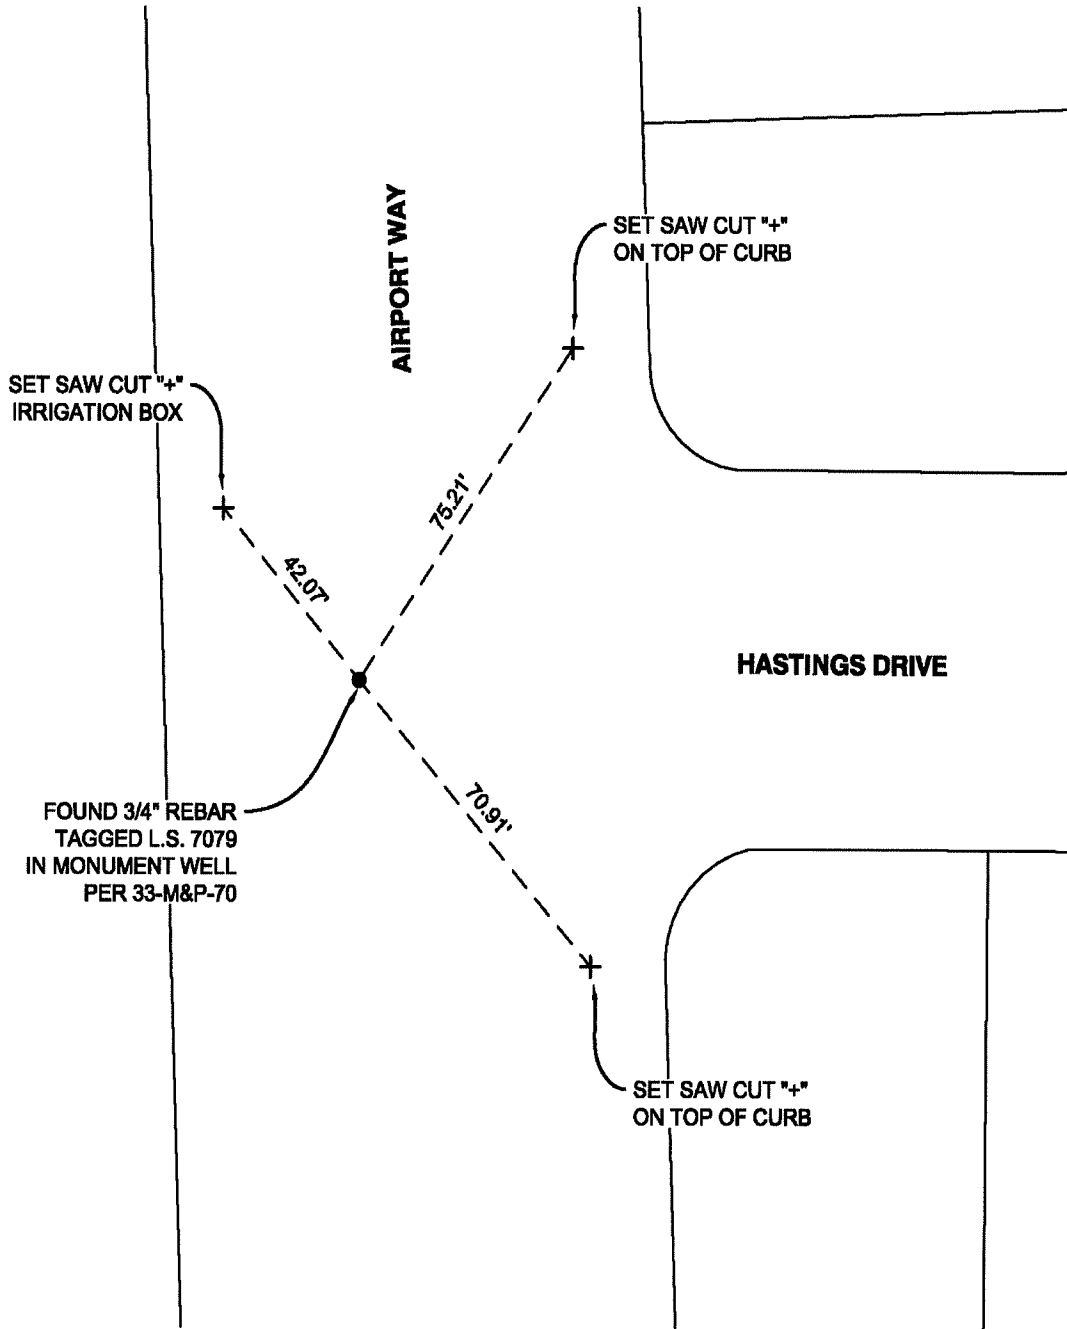 AIRPORT WAY
SET SAW CUT "+"
ON TOP OF CURB
SET SAW CUT "+"
IRRIGATION BOX
75.21'
42.07'
HASTINGS DRIVE
70.91'
FOUND 3/4" REBAR
TAGGED L.S. 7079
IN MONUMENT WELL
PER 33-M&P-70
SET SAW CUT "+"
ON TOP OF CURB